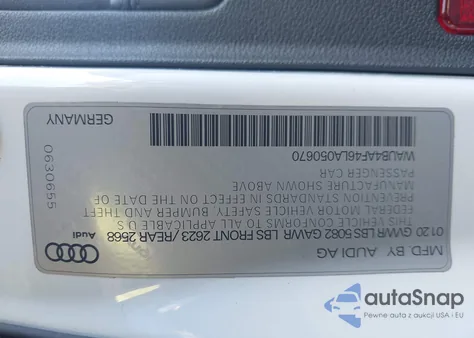 MFD. BY AUDI AG
01 20 GVWR LBS 5082 GAWR LBS FRONT 2623 / REAR 2568
THIS VEHICLE CONFORMS TO ALL APPLICABLE U S
FEDERAL MOTOR VEHICLE SAFETY, BUMPER AND THEFT
PREVENTION STANDARDS IN EFFECT ON THE DATE OF
MANUFACTURE SHOWN ABOVE
PASSENGER CAR
WAUB4AF46LA050670
Audi
0630655
GERMANY
autoSnap
Pewne auta z aukcji USA i EU